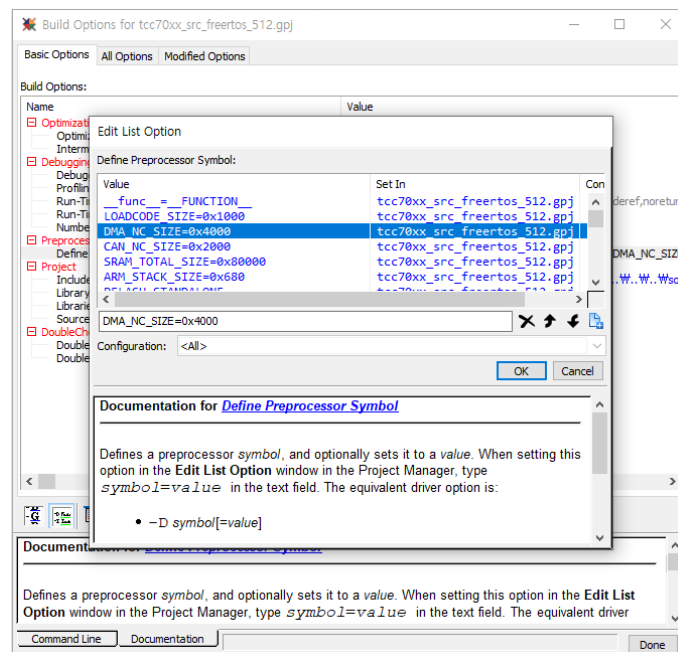 Build Options for tcc70xx_src_freertos_512.gpj
Basic Options All Options Modified Options
Build Options:
Name Value
Optimizati
Optimiz
Interm
Debugging
Debug
Profilin
Run-Ti
Run-Ti
Numbe
Preproces
Define
Project
Include
Library
Librarie
Source
DoubleCh
Double
Double
deref,noretur
DMA_NC_SIZ
..₩..₩..₩so
Edit List Option
Define Preprocessor Symbol:
Value Set In Con
__func__=__FUNCTION__ tcc70xx_src_freertos_512.gpj
LOADCODE_SIZE=0x1000 tcc70xx_src_freertos_512.gpj
DMA_NC_SIZE=0x4000 tcc70xx_src_freertos_512.gpj
CAN_NC_SIZE=0x2000 tcc70xx_src_freertos_512.gpj
SRAM_TOTAL_SIZE=0x80000 tcc70xx_src_freertos_512.gpj
ARM_STACK_SIZE=0x680 tcc70xx_src_freertos_512.gpj
DMA_NC_SIZE=0x4000
Configuration: <All>
OK Cancel
Documentation for Define Preprocessor Symbol
Defines a preprocessor symbol, and optionally sets it to a value. When setting this
option in the Edit List Option window in the Project Manager, type
symbol=value in the text field. The equivalent driver option is:
• –D symbol[=value]
Documentation for Define Preprocessor Symbol
Defines a preprocessor symbol, and optionally sets it to a value. When setting this option in the Edit List
Option window in the Project Manager, type symbol=value in the text field. The equivalent driver
Command Line Documentation
Done